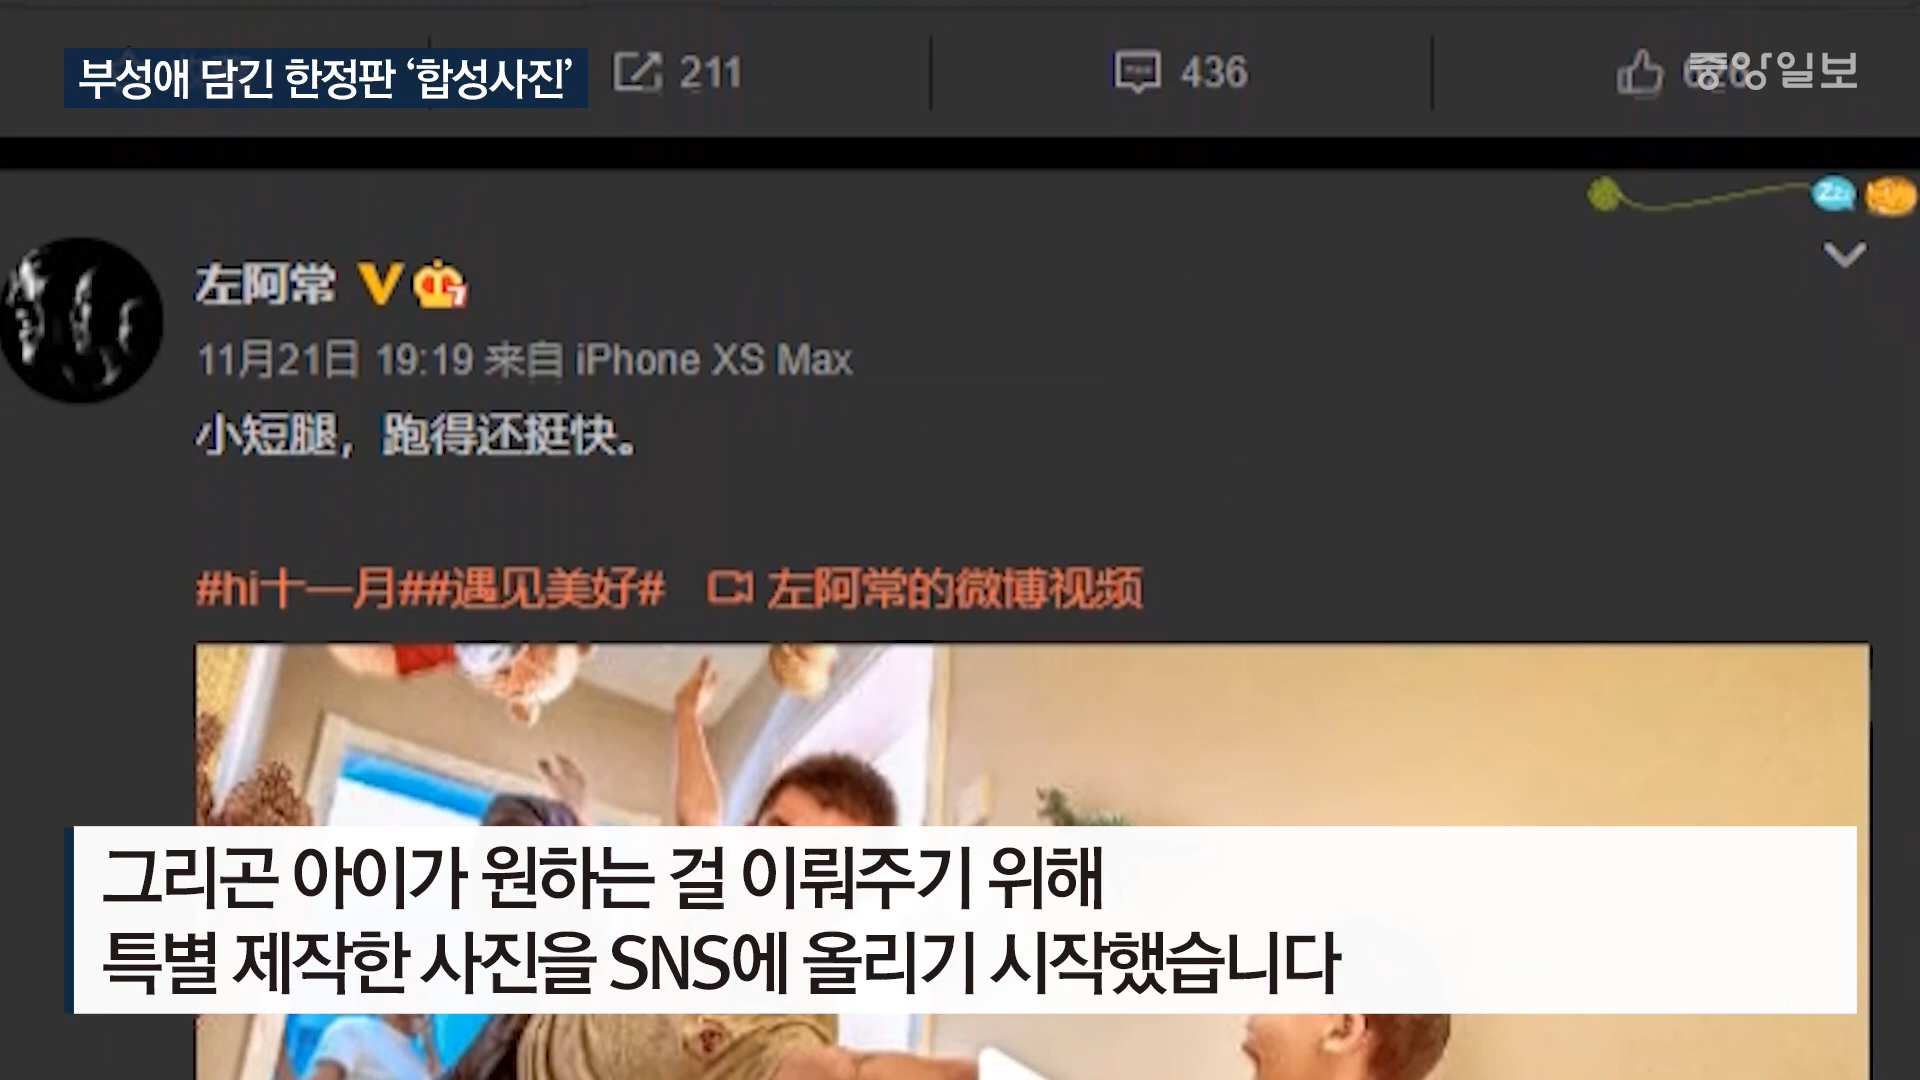 부성애 담긴 한정판 ‘합성사진’
211
436
중앙일보
Zzz
左阿常
11月21日 19:19 来自 iPhone XS Max
小短腿，跑得还挺快。
#hi十一月##遇见美好# 左阿常的微博视频
그리곤 아이가 원하는 걸 이뤄주기 위해
특별 제작한 사진을 SNS에 올리기 시작했습니다